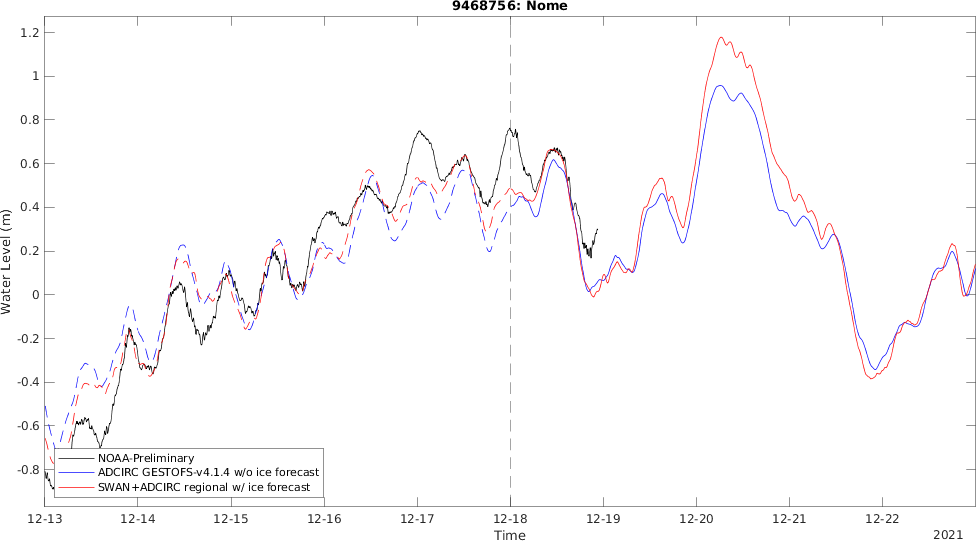 9468756: Nome
Water Level (m)
1.2
1
0.8
0.6
0.4
0.2
0
-0.2
-0.4
-0.6
-0.8
NOAA-Preliminary
ADCIRC GESTOFS-v4.1.4 w/o ice forecast
SWAN+ADCIRC regional w/ ice forecast
12-13 12-14 12-15 12-16 12-17 12-18 12-19 12-20 12-21 12-22
Time
2021